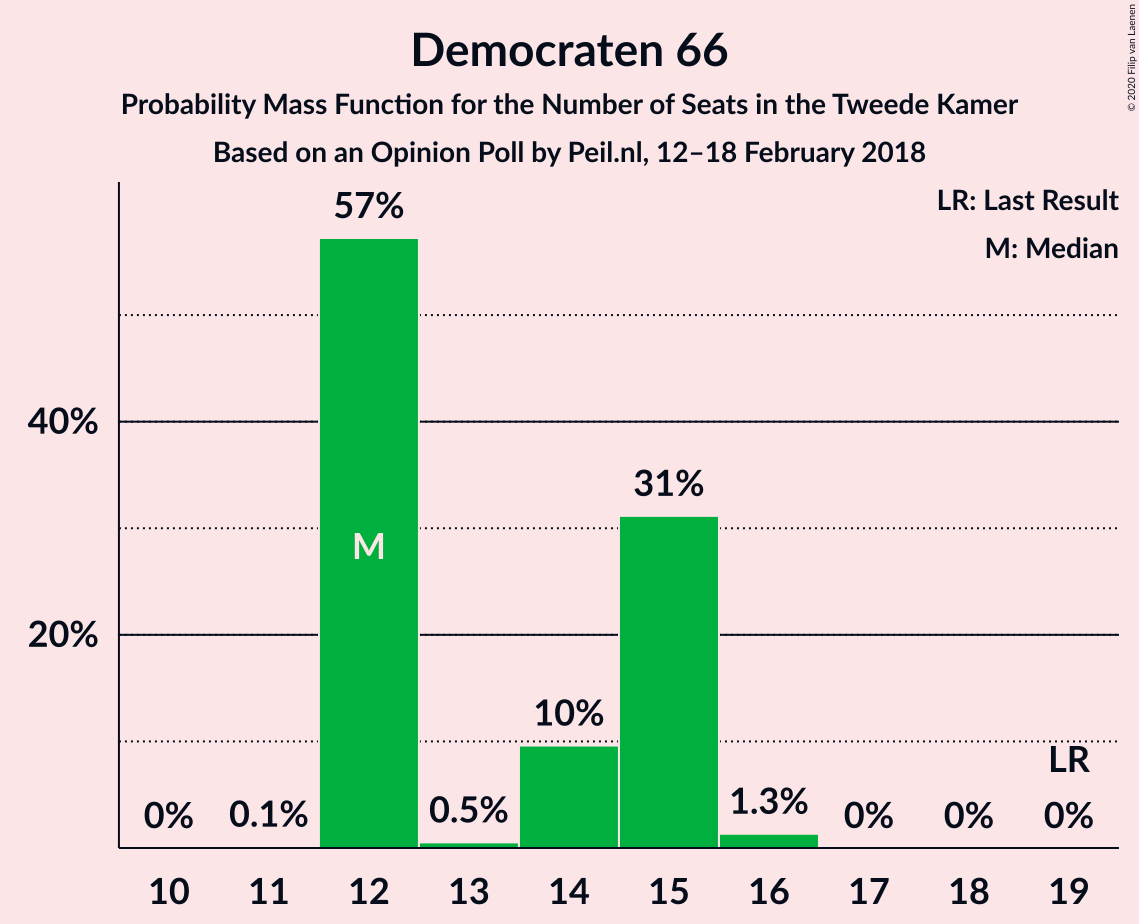 Democraten 66
Probability Mass Function for the Number of Seats in the Tweede Kamer
Based on an Opinion Poll by Peil.nl, 12–18 February 2018
© 2020 Filip van Laenen
LR: Last Result
M: Median
57%
40%
31%
M
20%
10%
LR
0% 0.1% 0.5% 1.3% 0% 0% 0%
10 11 12 13 14 15 16 17 18 19